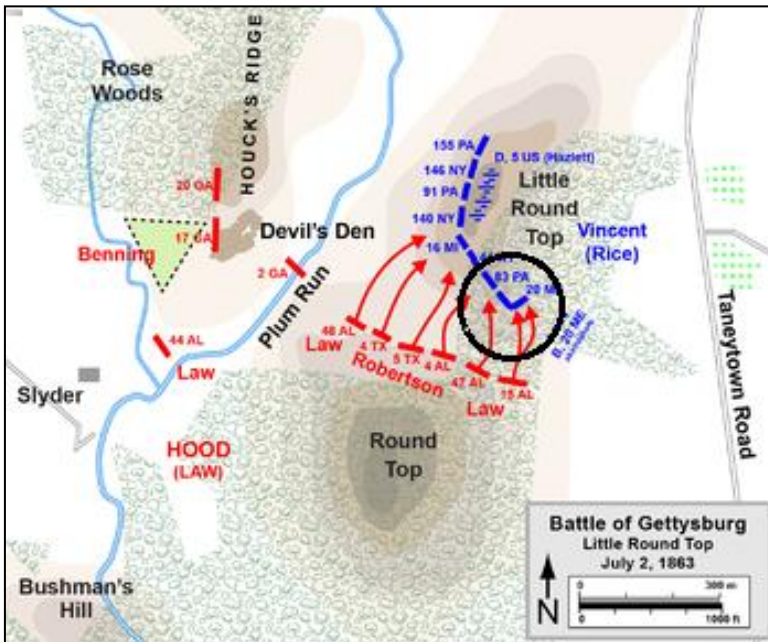 Rose
Woods
HOUCK'S RIDGE
155 PA
D, 5 US (Hazlett)
146 NY
91 PA
Little
Round
Top
20 GA
140 NY
Vincent
(Rice)
Devil's Den
16 MI
Benning
17 GA
83 PA
2 GA
20
Plum Run
B, 20 ME
Taneytown Road
48 AL
Law
4 TX
5 TX
4 AL
Robertson
47 AL
15 AL
Law
44 AL
Law
Slyder
HOOD
(LAW)
Round
Top
Bushman's
Hill
Battle of Gettysburg
Little Round Top
July 2, 1863
N
0
300 m
0
1000 ft